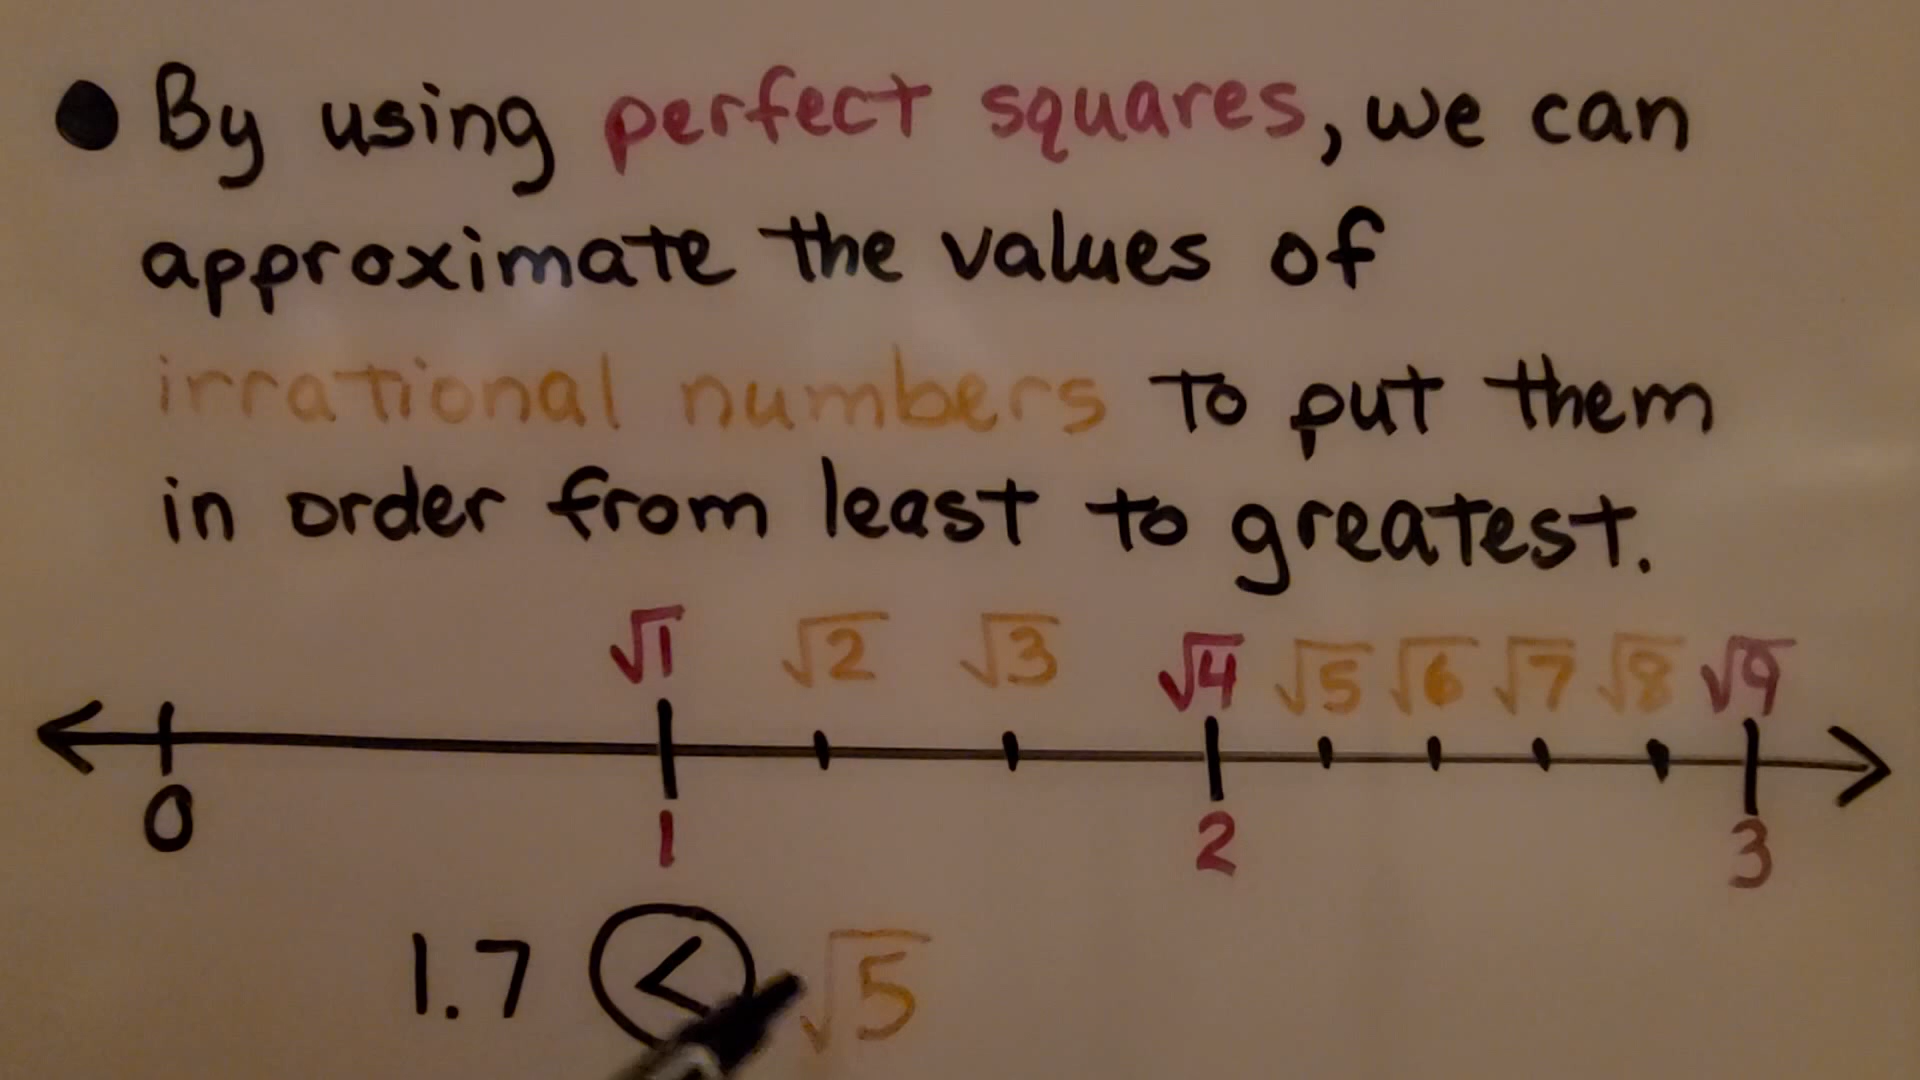 ● By using perfect squares, we can
approximate the values of
irrational numbers to put them
in order from least to greatest.
√1 √2 √3 √4 √5 √6 √7 √8 √9
0 1 2 3
1.7 < √5